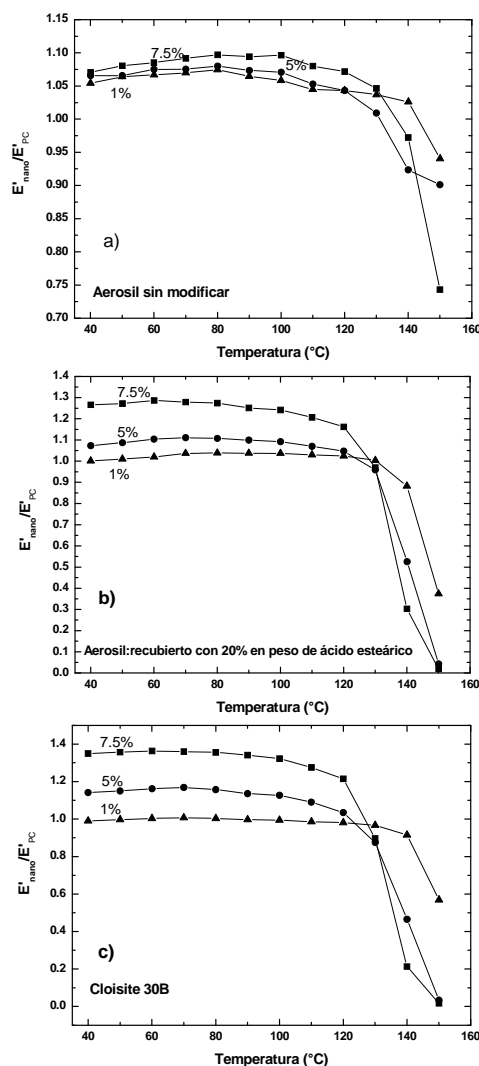 1.15
1.10
1.05
1.00
0.95
0.90
0.85
0.80
0.75
0.70
E'nano/E'PC
7.5%
5%
1%
a)
Aerosil sin modificar
40 60 80 100 120 140 160
Temperatura (°C)
1.4
1.3
1.2
1.1
1.0
0.9
0.8
0.7
0.6
0.5
0.4
0.3
0.2
0.1
0.0
E'nano/E'PC
7.5%
5%
1%
b)
Aerosil:recubierto con 20% en peso de ácido esteárico
40 60 80 100 120 140 160
Temperatura (°C)
1.4
1.2
1.0
0.8
0.6
0.4
0.2
0.0
E'nano/E'PC
7.5%
5%
1%
c)
Cloisite 30B
40 60 80 100 120 140 160
Temperatura (°C)